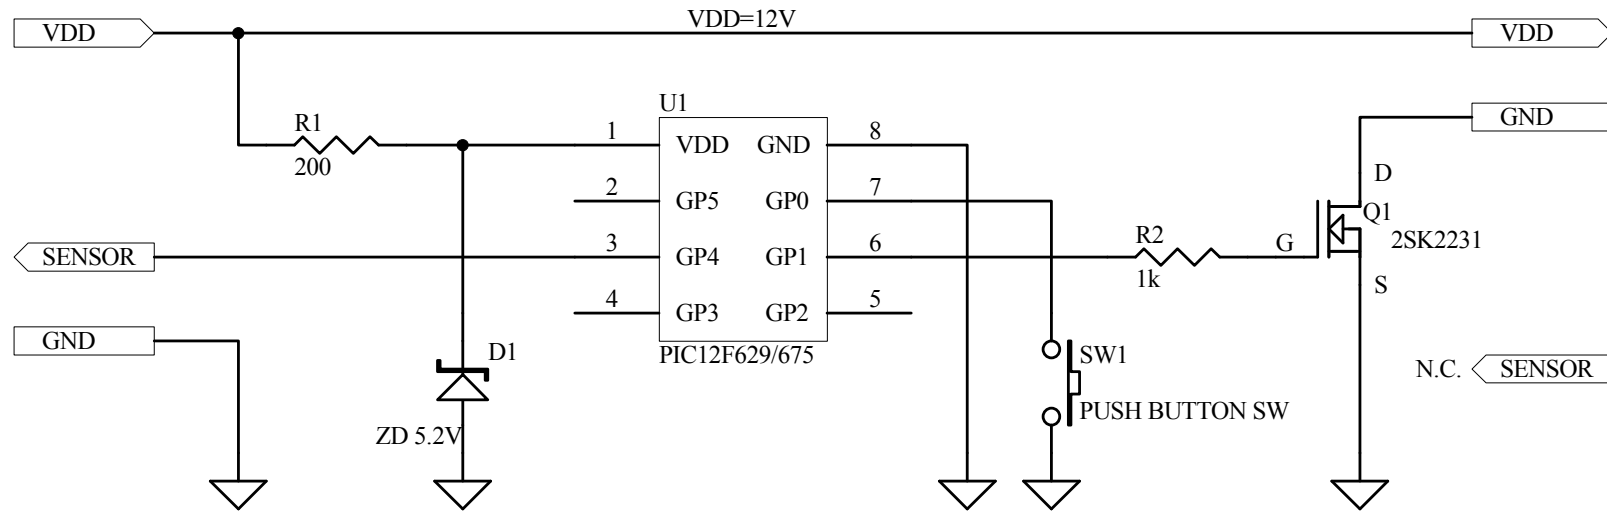 VDD=12V
VDD
VDD
U1
R1
200
1
VDD
GND
8
GND
D
2
GP5
GP0
7
Q1
2SK2231
R2
G
SENSOR
3
GP4
GP1
6
1k
S
4
GP3
GP2
5
GND
PIC12F629/675
D1
SW1
N.C.
SENSOR
PUSH BUTTON SW
ZD 5.2V